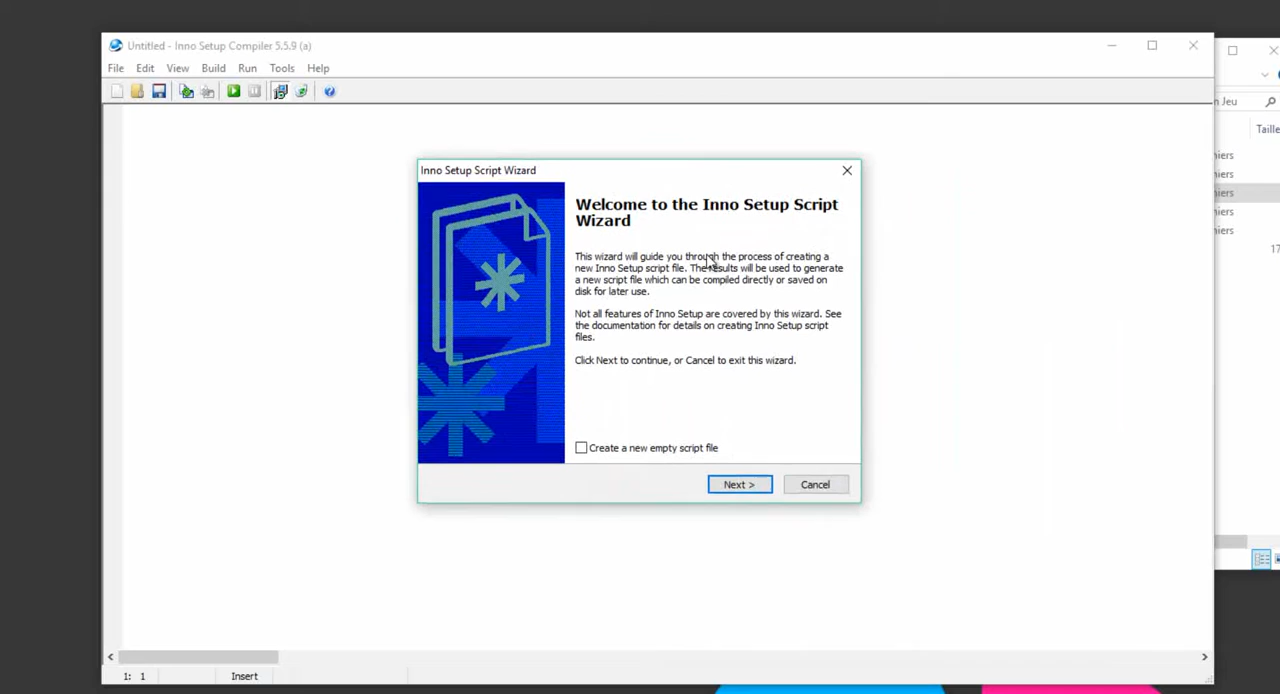 Untitled - Inno Setup Compiler 5.5.9 (a)
File Edit View Build Run Tools Help
n Jeu
Taille
Inno Setup Script Wizard
Welcome to the Inno Setup Script
Wizard
This wizard will guide you through the process of creating a
new Inno Setup script file. The results will be used to generate
a new script file which can be compiled directly or saved on
disk for later use.
Not all features of Inno Setup are covered by this wizard. See
the documentation for details on creating Inno Setup script
files.
Click Next to continue, or Cancel to exit this wizard.
Create a new empty script file
Next > Cancel
hiers
hiers
hiers
hiers
hiers
17
1: 1 Insert